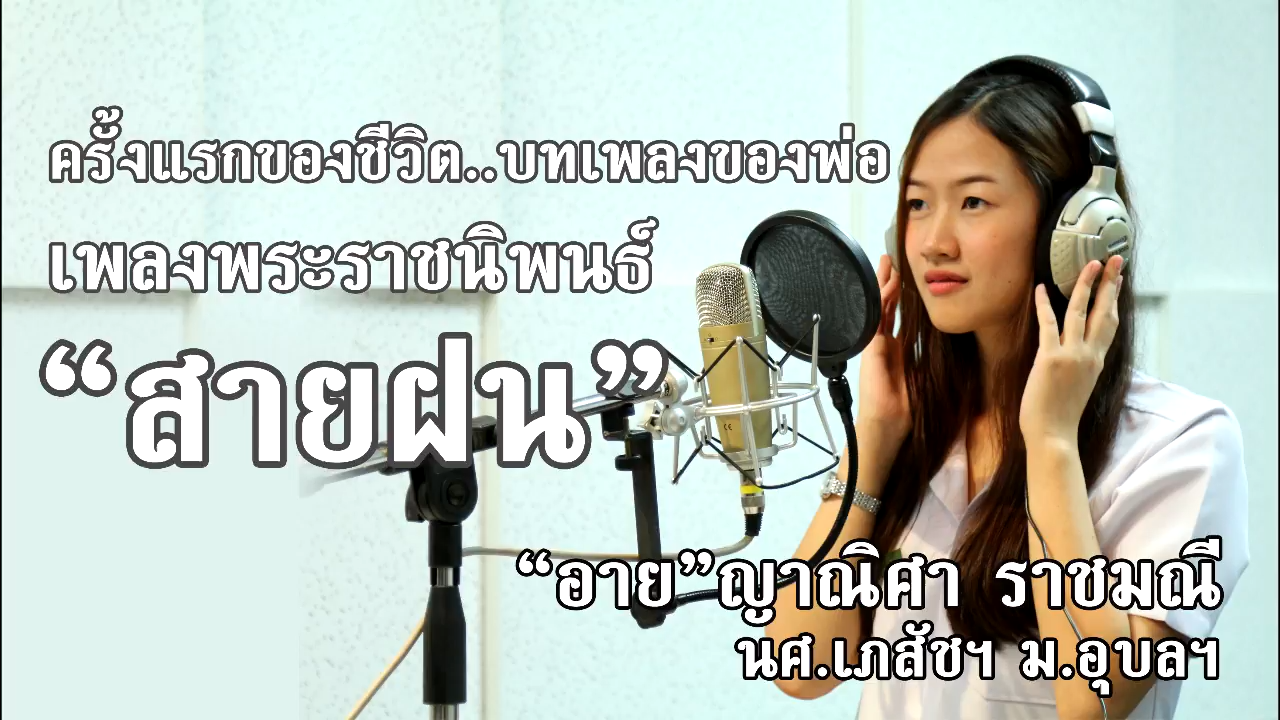 ครั้งแรกของชีวิต..บทเพลงของพ่อ
เพลงพระราชนิพนธ์
“สายฝน”
“อาย”ญาณิศา ราชมณี
นศ.เภสัชฯ ม.อุบลฯ